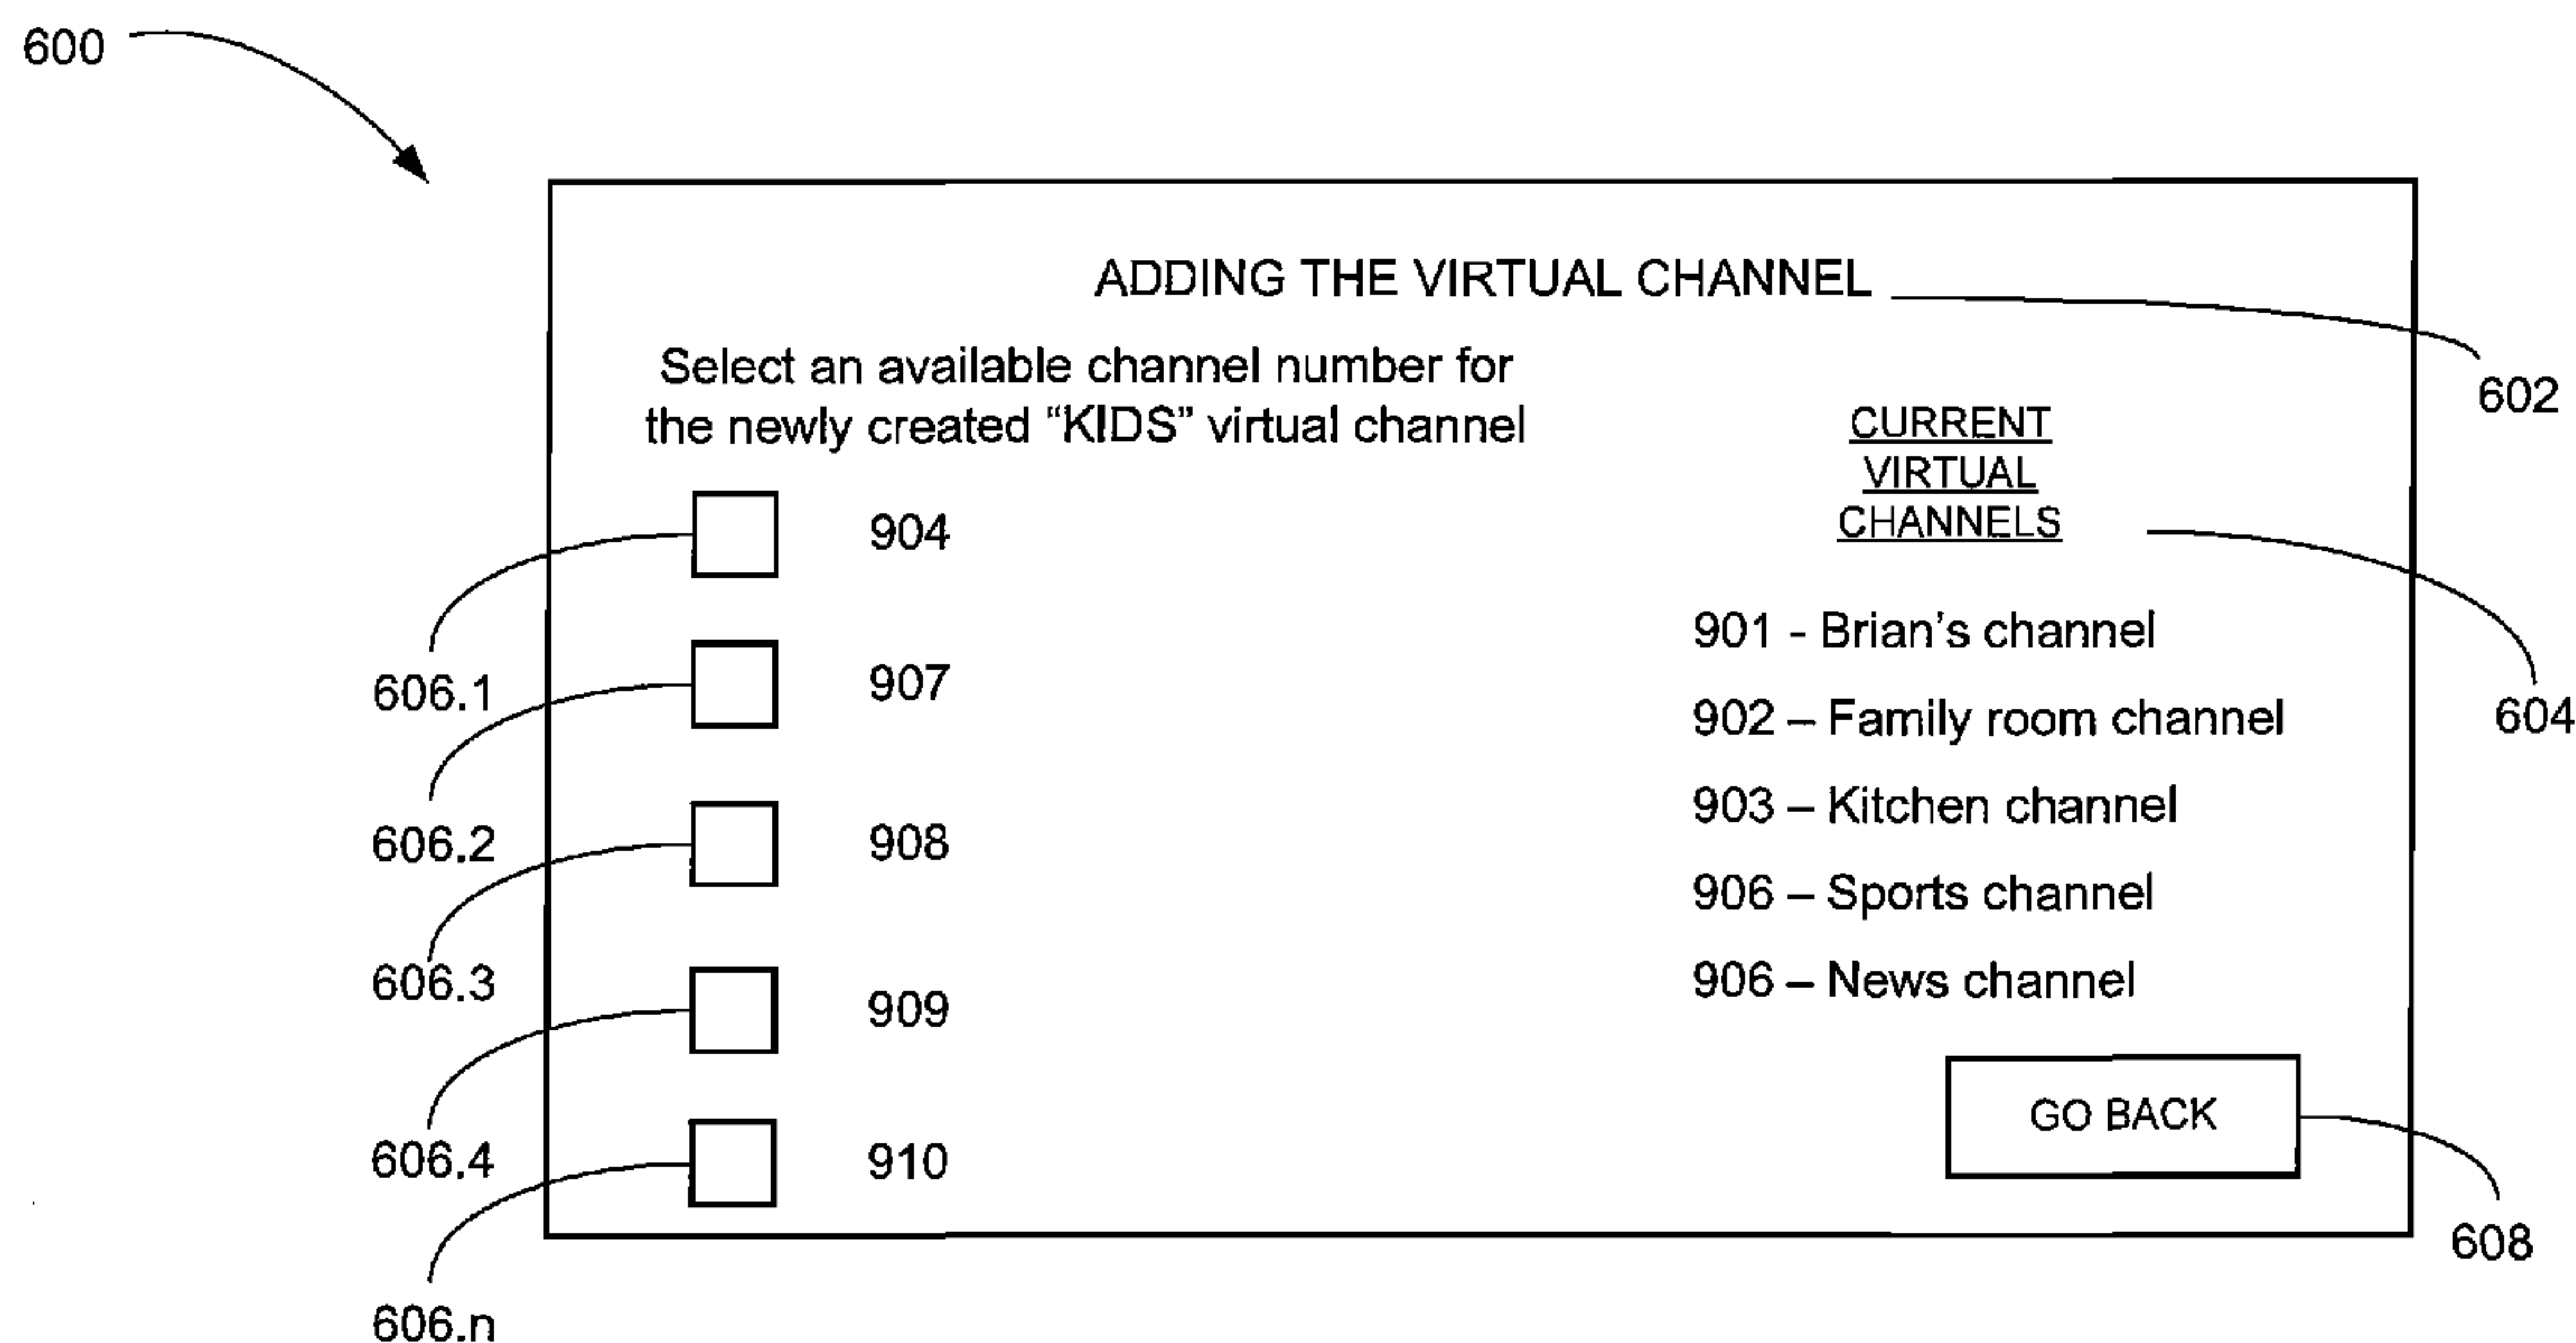 600
ADDING THE VIRTUAL CHANNEL
602
Select an available channel number for
the newly created “KIDS” virtual channel
CURRENT
VIRTUAL
CHANNELS
604
606.1
904
606.2
907
606.3
908
606.4
909
606.n
910
901 - Brian's channel
902 – Family room channel
903 – Kitchen channel
906 – Sports channel
906 – News channel
GO BACK
608